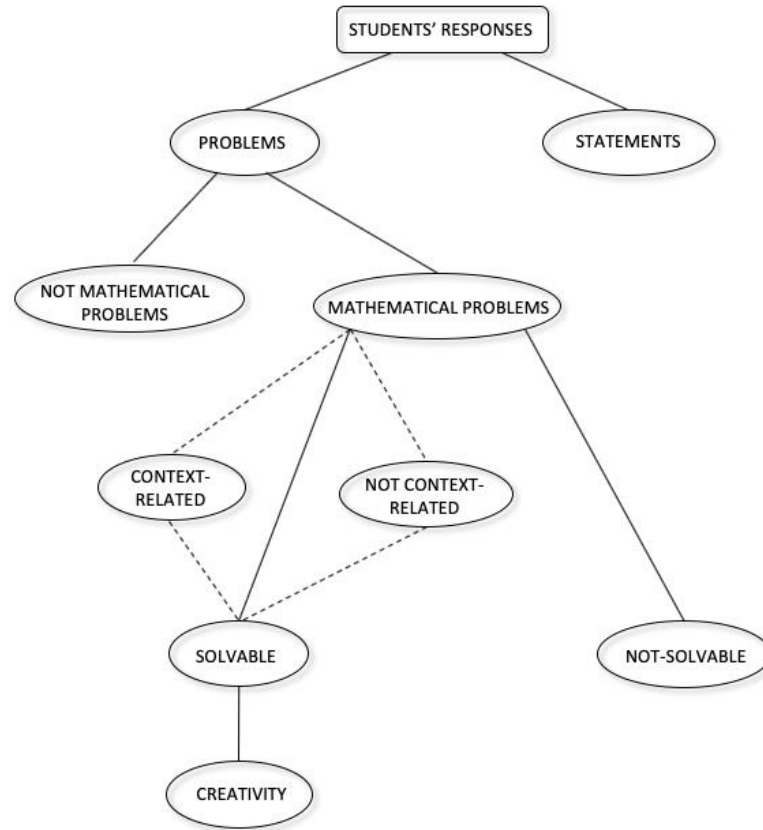 STUDENTS’ RESPONSES
PROBLEMS
STATEMENTS
NOT MATHEMATICAL
PROBLEMS
MATHEMATICAL PROBLEMS
CONTEXT-
RELATED
NOT CONTEXT-
RELATED
SOLVABLE
NOT-SOLVABLE
CREATIVITY